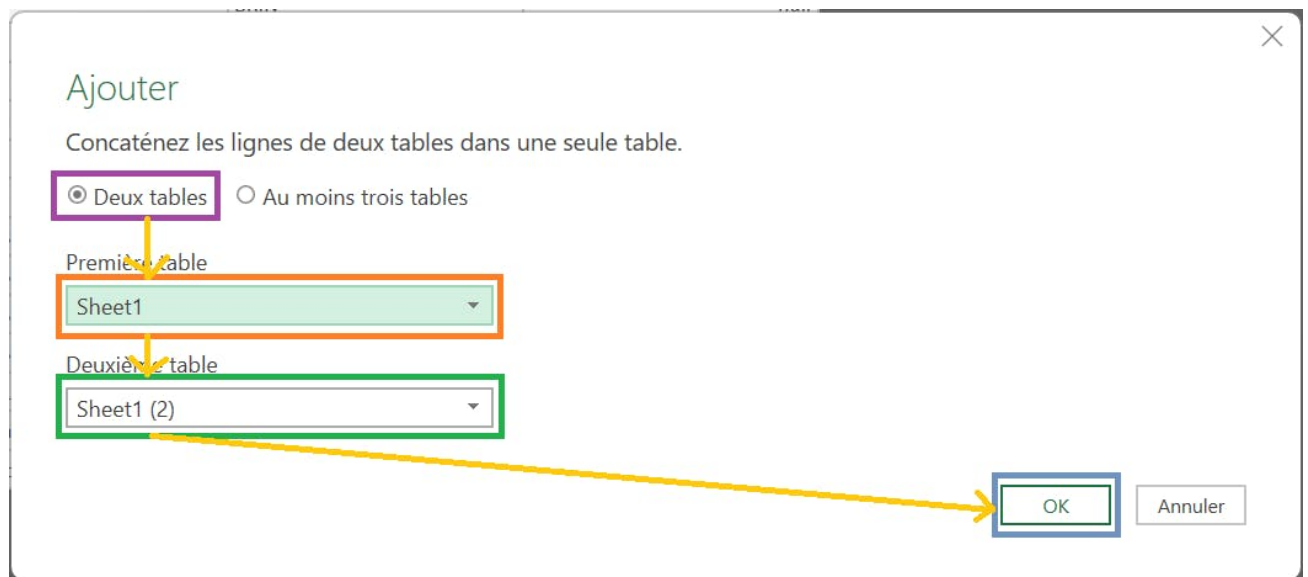 Ajouter
Concaténez les lignes de deux tables dans une seule table.
Deux tables Au moins trois tables
Première table
Sheet1
Deuxième table
Sheet1 (2)
OK Annuler